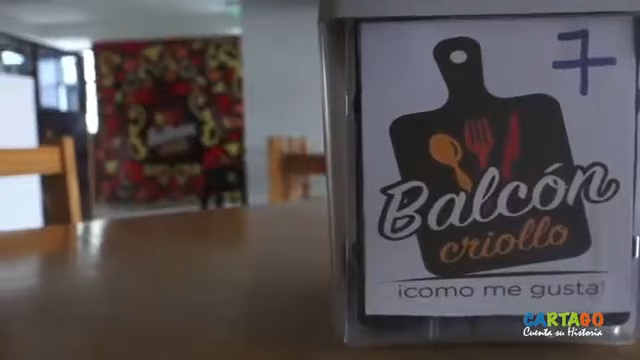 7
Balcón
criollo
¡como me gusta!
CARTAGO
Cuenta su Historia